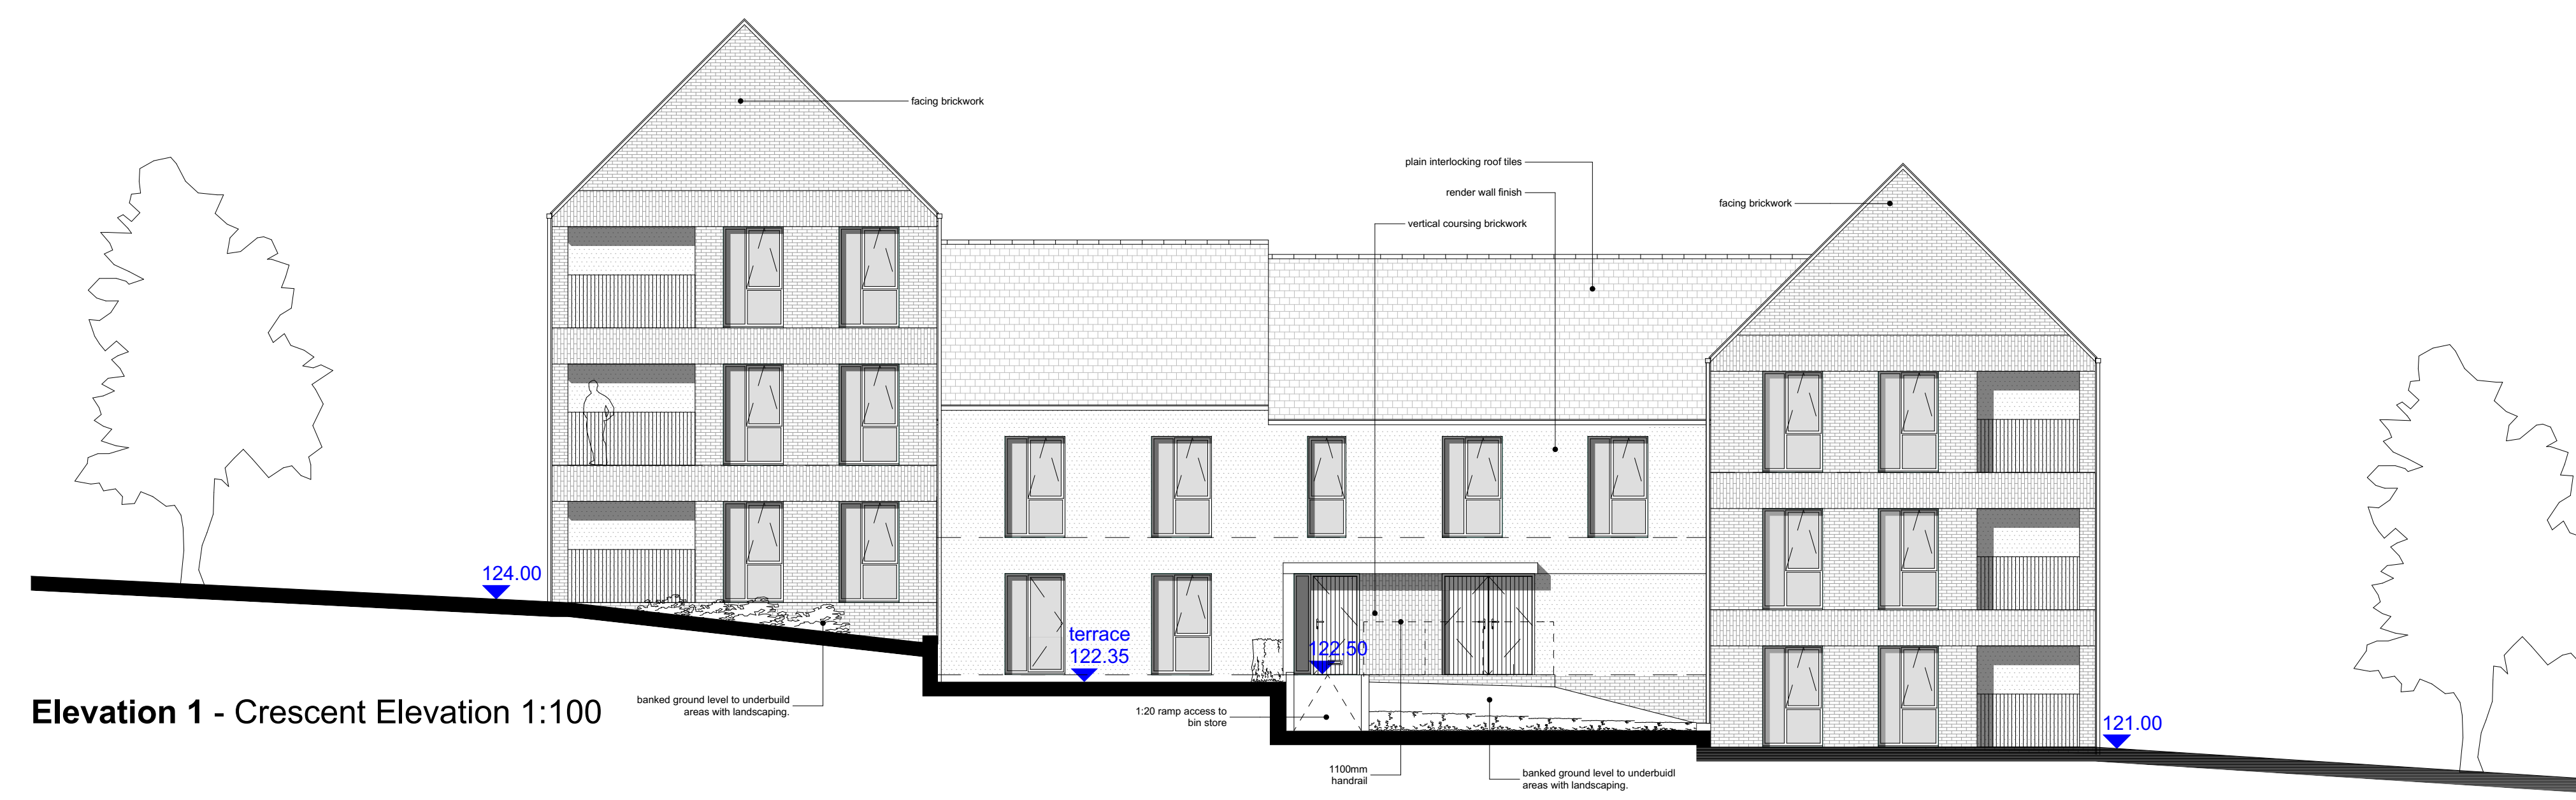 facing brickwork
plain interlocking roof tiles
render wall finish
facing brickwork
vertical coursing brickwork
124.00
terrace
122.35
122.50
Elevation 1 - Crescent Elevation 1:100
banked ground level to underbuild
areas with landscaping.
1:20 ramp access to
bin store
121.00
1100mm
handrail
banked ground level to underbuidl
areas with landscaping.